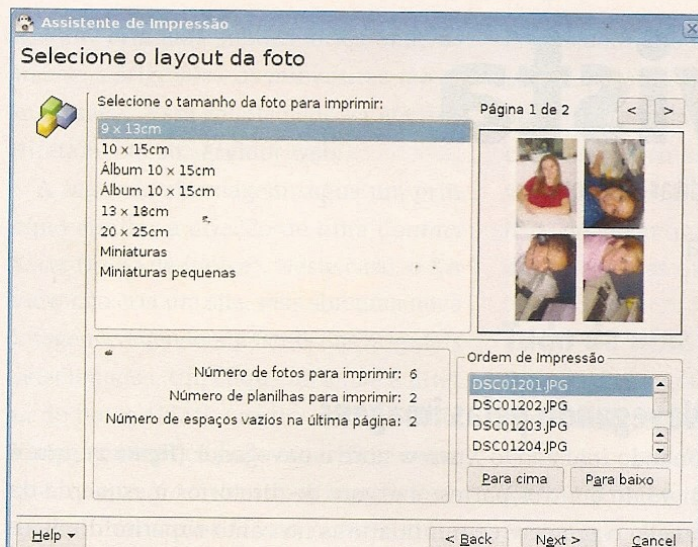 Assistente de Impressão
Selecione o layout da foto
Selecione o tamanho da foto para imprimir:
9 x 13cm
10 x 15cm
Álbum 10 x 15cm
Álbum 10 x 15cm
13 x 18cm
20 x 25cm
Miniaturas
Miniaturas pequenas
Página 1 de 2
< >
Número de fotos para imprimir: 6
Número de planilhas para imprimir: 2
Número de espaços vazios na última página: 2
Ordem de Impressão
DSC01201.JPG
DSC01202.JPG
DSC01203.JPG
DSC01204.JPG
Para cima Para baixo
Help < Back Next > Cancel